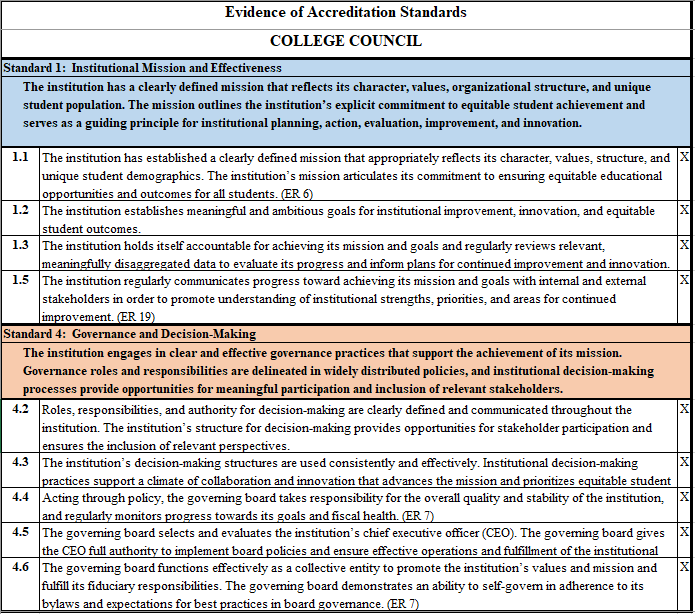 Evidence of Accreditation Standards
COLLEGE COUNCIL
Standard 1: Institutional Mission and Effectiveness
The institution has a clearly defined mission that reflects its character, values, organizational structure, and unique
student population. The mission outlines the institution's explicit commitment to equitable student achievement and
serves as a guiding principle for institutional planning, action, evaluation, improvement, and innovation.
1.1 The institution has established a clearly defined mission that appropriately reflects its character, values, structure, and X
unique student demographics. The institution's mission articulates its commitment to ensuring equitable educational
opportunities and outcomes for all students. (ER 6)
1.2 The institution establishes meaningful and ambitious goals for institutional improvement, innovation, and equitable X
student outcomes.
1.3 The institution holds itself accountable for achieving its mission and goals and regularly reviews relevant, X
meaningfully disaggregated data to evaluate its progress and inform plans for continued improvement and innovation.
1.5 The institution regularly communicates progress toward achieving its mission and goals with internal and external X
stakeholders in order to promote understanding of institutional strengths, priorities, and areas for continued
improvement. (ER 19)
Standard 4: Governance and Decision-Making
The institution engages in clear and effective governance practices that support the achievement of its mission.
Governance roles and responsibilities are delineated in widely distributed policies, and institutional decision-making
processes provide opportunities for meaningful participation and inclusion of relevant stakeholders.
4.2 Roles, responsibilities, and authority for decision-making are clearly defined and communicated throughout the X
institution. The institution's structure for decision-making provides opportunities for stakeholder participation and
ensures the inclusion of relevant perspectives.
4.3 The institution's decision-making structures are used consistently and effectively. Institutional decision-making X
practices support a climate of collaboration and innovation that advances the mission and prioritizes equitable student
4.4 Acting through policy, the governing board takes responsibility for the overall quality and stability of the institution, X
and regularly monitors progress towards its goals and fiscal health. (ER 7)
4.5 The governing board selects and evaluates the institution's chief executive officer (CEO). The governing board gives X
the CEO full authority to implement board policies and ensure effective operations and fulfillment of the institutional
4.6 The governing board functions effectively as a collective entity to promote the institution's values and mission and X
fulfill its fiduciary responsibilities. The governing board demonstrates an ability to self-govern in adherence to its
bylaws and expectations for best practices in board governance. (ER 7)